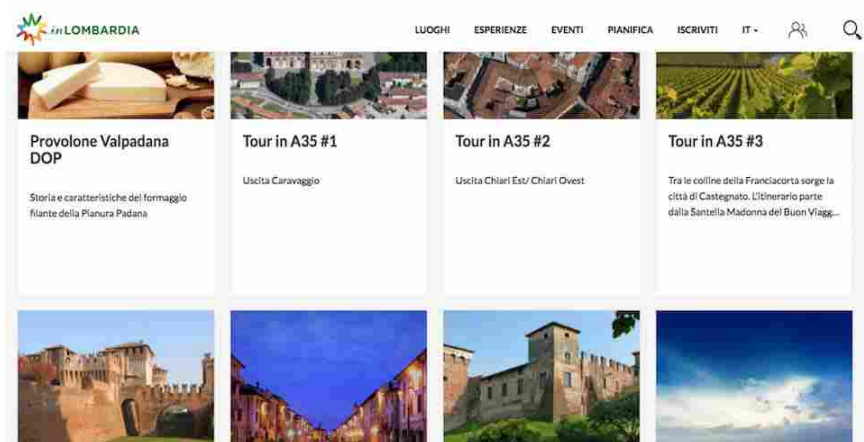 inLOMBARDIA
LUOGHI ESPERIENZE EVENTI PIANIFICA ISCRIVITI IT
Provolone Valpadana
DOP
Storia e caratteristiche del formaggio
filante della Pianura Padana
Tour in A35 #1
Uscita Caravaggio
Tour in A35 #2
Uscita Chiari Est/ Chiari Ovest
Tour in A35 #3
Tra le colline della Franciacorta sorge la
città di Castegnato. L'itinerario parte
dalla Santella Madonna del Buon Viagg...